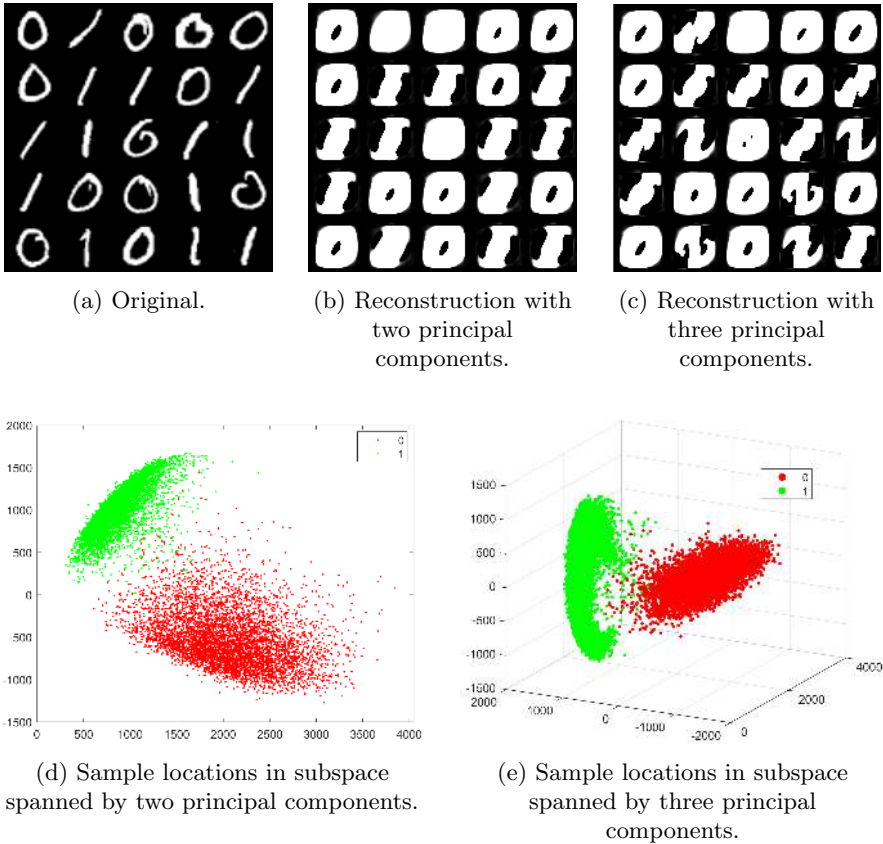 (a) Original.
(b) Reconstruction with
two principal
components.
(c) Reconstruction with
three principal
components.
2000
1500
1000
500
0
-500
-1000
-1500
0 500 1000 1500 2000 2500 3000 3500 4000
0
1
(d) Sample locations in subspace
spanned by two principal components.
1500
1000
500
0
-500
-1000
-1500
2000 1000 0 -1000 -2000
0 2000 4000
0
1
(e) Sample locations in subspace
spanned by three principal
components.